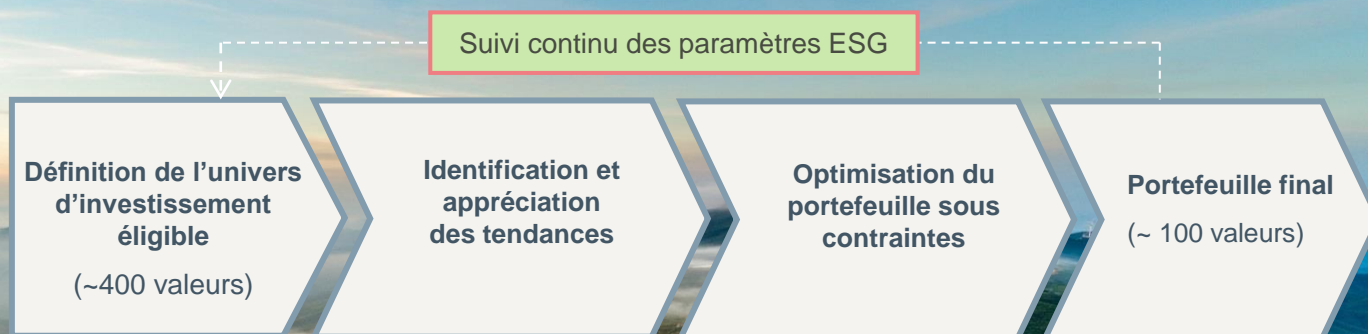 Suivi continu des paramètres ESG
Définition de l’univers
d’investissement
éligible
(~400 valeurs)
Identification et
appréciation
des tendances
Optimisation du
portefeuille sous
contraintes
Portefeuille final
(~ 100 valeurs)